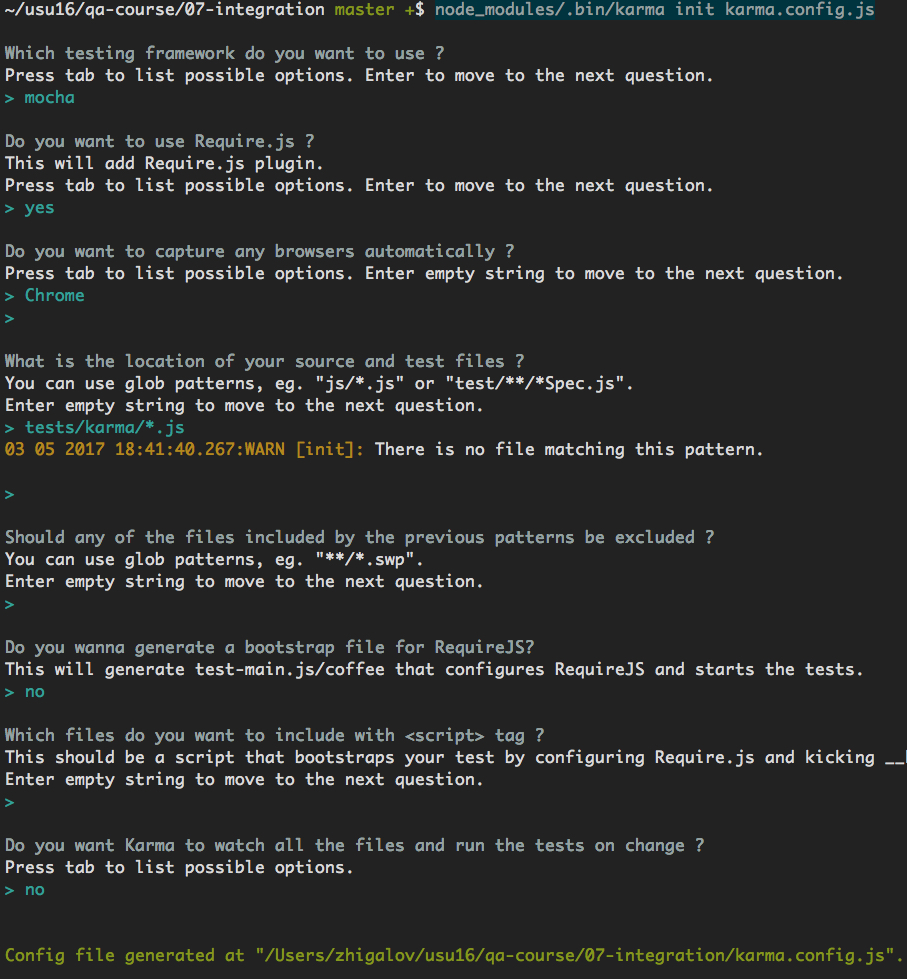 ~/usu16/qa-course/07-integration master +$ node_modules/.bin/karma init karma.config.js
Which testing framework do you want to use ?
Press tab to list possible options. Enter to move to the next question.
> mocha
Do you want to use Require.js ?
This will add Require.js plugin.
Press tab to list possible options. Enter to move to the next question.
> yes
Do you want to capture any browsers automatically ?
Press tab to list possible options. Enter empty string to move to the next question.
> Chrome
>
What is the location of your source and test files ?
You can use glob patterns, eg. "js/*.js" or "test/**/*Spec.js".
Enter empty string to move to the next question.
> tests/karma/*.js
03 05 2017 18:41:40.267:WARN [init]: There is no file matching this pattern.
>
Should any of the files included by the previous patterns be excluded ?
You can use glob patterns, eg. "**/*.swp".
Enter empty string to move to the next question.
>
Do you wanna generate a bootstrap file for RequireJS?
This will generate test-main.js/coffee that configures RequireJS and starts the tests.
> no
Which files do you want to include with <script> tag ?
This should be a script that bootstraps your test by configuring Require.js and kicking
Enter empty string to move to the next question.
>
Do you want Karma to watch all the files and run the tests on change ?
Press tab to list possible options.
> no
Config file generated at "/Users/zhigalov/usu16/qa-course/07-integration/karma.config.js".